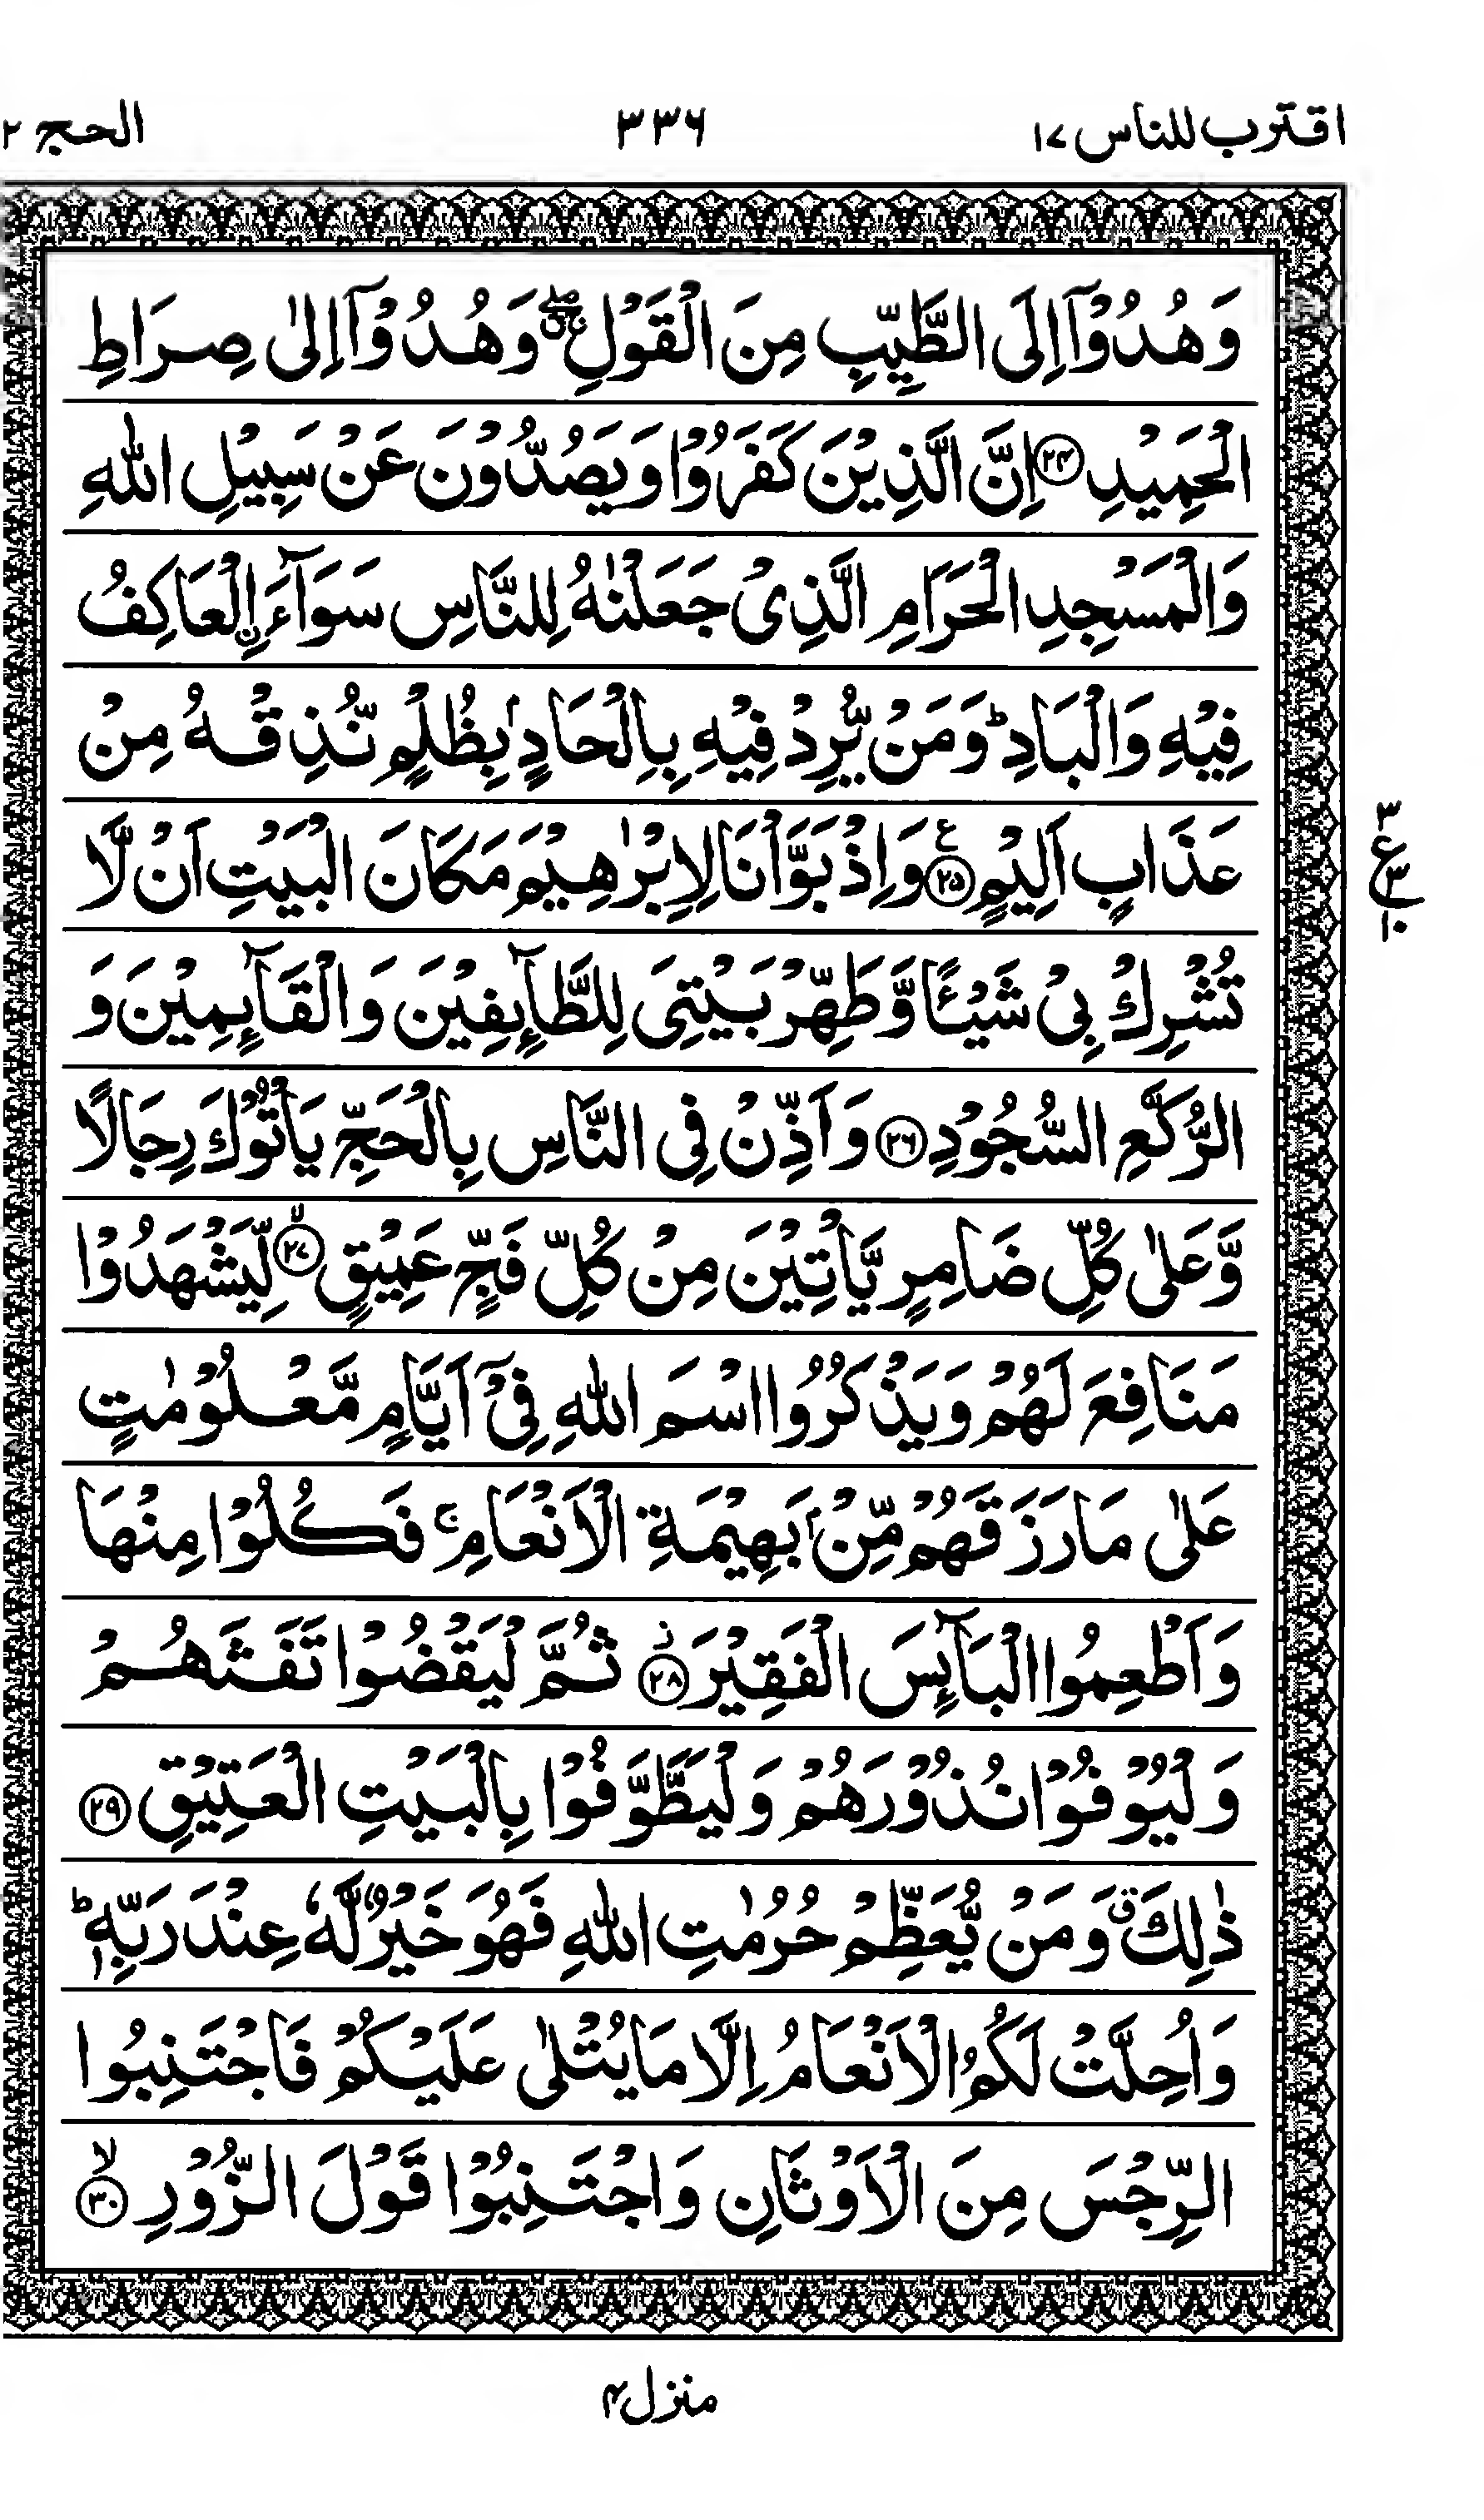 اقترب للناس ١٧ ٣٣٦ الحج ٢
وَهُدُوْۤا اِلَى الطَّيِّبِ مِنَ الْقَوْلِ ۖۚ وَهُدُوْۤا اِلٰى صِرَاطِ
الْحَمِيْدِ ﴿٢٤﴾ اِنَّ الَّذِيْنَ كَفَرُوْا وَيَصُدُّوْنَ عَنْ سَبِيْلِ اللّٰهِ
وَالْمَسْجِدِ الْحَرَامِ الَّذِىْ جَعَلْنٰهُ لِلنَّاسِ سَوَآءَ ۨالْعَاكِفُ
فِيْهِ وَالْبَادِ ؕ وَمَنْ يُّرِدْ فِيْهِ بِاِلْحَادٍۭ بِظُلْمٍ نُّذِقْهُ مِنْ
عَذَابٍ اَلِيْمٍ ﴿٢٥﴾ ع وَاِذْ بَوَّاْنَا لِاِبْرٰهِيْمَ مَكَانَ الْبَيْتِ اَنْ لَّا
تُشْرِكْ بِىْ شَيْـًٔا وَّطَهِّرْ بَيْتِىَ لِلطَّآئِفِيْنَ وَالْقَآئِمِيْنَ وَ
الرُّكَّعِ السُّجُوْدِ ﴿٢٦﴾ وَاَذِّنْ فِى النَّاسِ بِالْحَجِّ يَاْتُوْكَ رِجَالًا
وَّعَلٰى كُلِّ ضَامِرٍ يَّاْتِيْنَ مِنْ كُلِّ فَجٍّ عَمِيْقٍ ۙ﴿٢٧﴾ لِّيَشْهَدُوْا
مَنَافِعَ لَهُمْ وَيَذْكُرُوا اسْمَ اللّٰهِ فِىْۤ اَيَّامٍ مَّعْلُوْمٰتٍ
عَلٰى مَا رَزَقَهُمْ مِّنْۢ بَهِيْمَةِ الْاَنْعَامِ ۚ فَكُلُوْا مِنْهَا
وَاَطْعِمُوا الْبَآئِسَ الْفَقِيْرَ ﴿٢٨﴾ ز ثُمَّ لْيَقْضُوْا تَفَثَهُمْ
وَلْيُوْفُوْا نُذُوْرَهُمْ وَلْيَطَّوَّفُوْا بِالْبَيْتِ الْعَتِيْقِ ﴿٢٩﴾
ذٰلِكَ ق وَمَنْ يُّعَظِّمْ حُرُمٰتِ اللّٰهِ فَهُوَ خَيْرٌ لَّهٗ عِنْدَ رَبِّهٖ ؕ
وَاُحِلَّتْ لَكُمُ الْاَنْعَامُ اِلَّا مَا يُتْلٰى عَلَيْكُمْ فَاجْتَنِبُوا
الرِّجْسَ مِنَ الْاَوْثَانِ وَاجْتَنِبُوْا قَوْلَ الزُّوْرِ ۙ﴿٣٠﴾
٣
ع ٣
١٠
منزل ٤